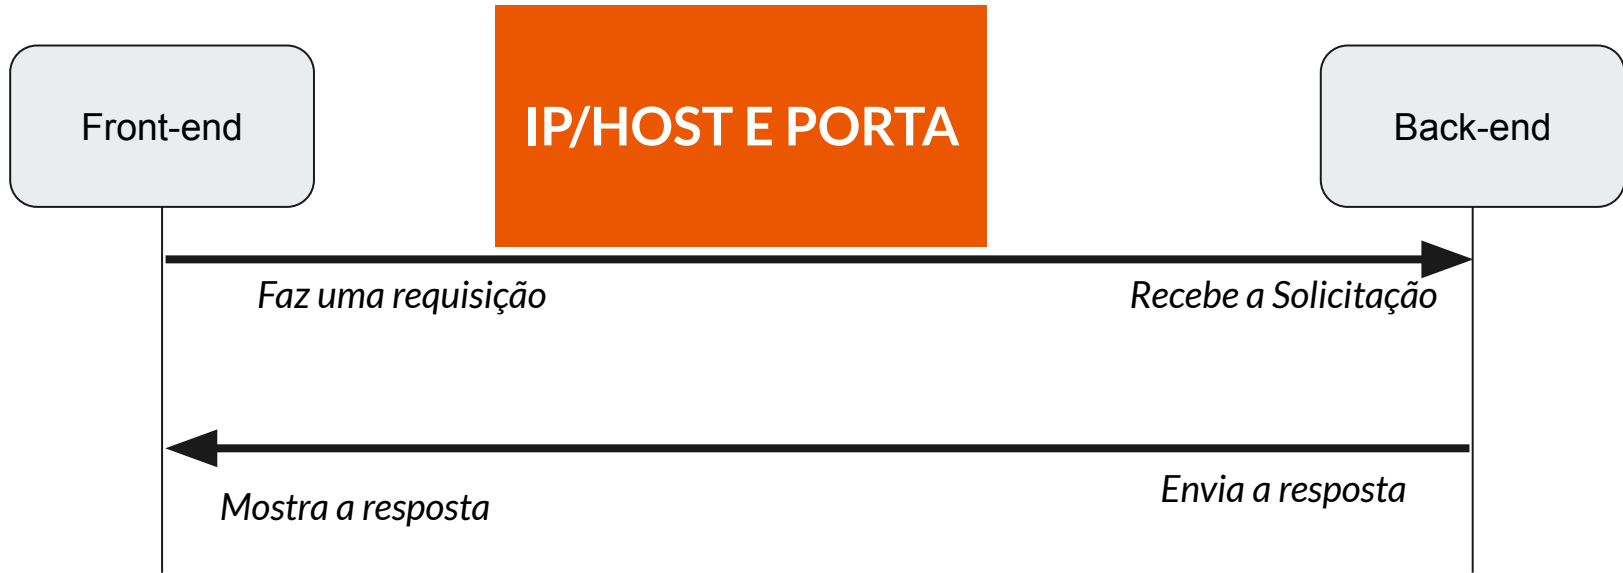 Front-end
IP/HOST E PORTA
Back-end
Faz uma requisição
Recebe a Solicitação
Mostra a resposta
Envia a resposta